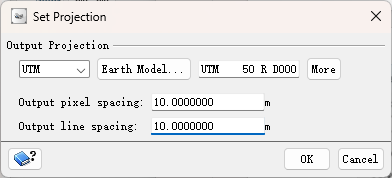 Set Projection
Output Projection
UTM Earth Model... UTM 50 R D000 More
Output pixel spacing: 10.0000000 m
Output line spacing: 10.0000000 m
? OK Cancel